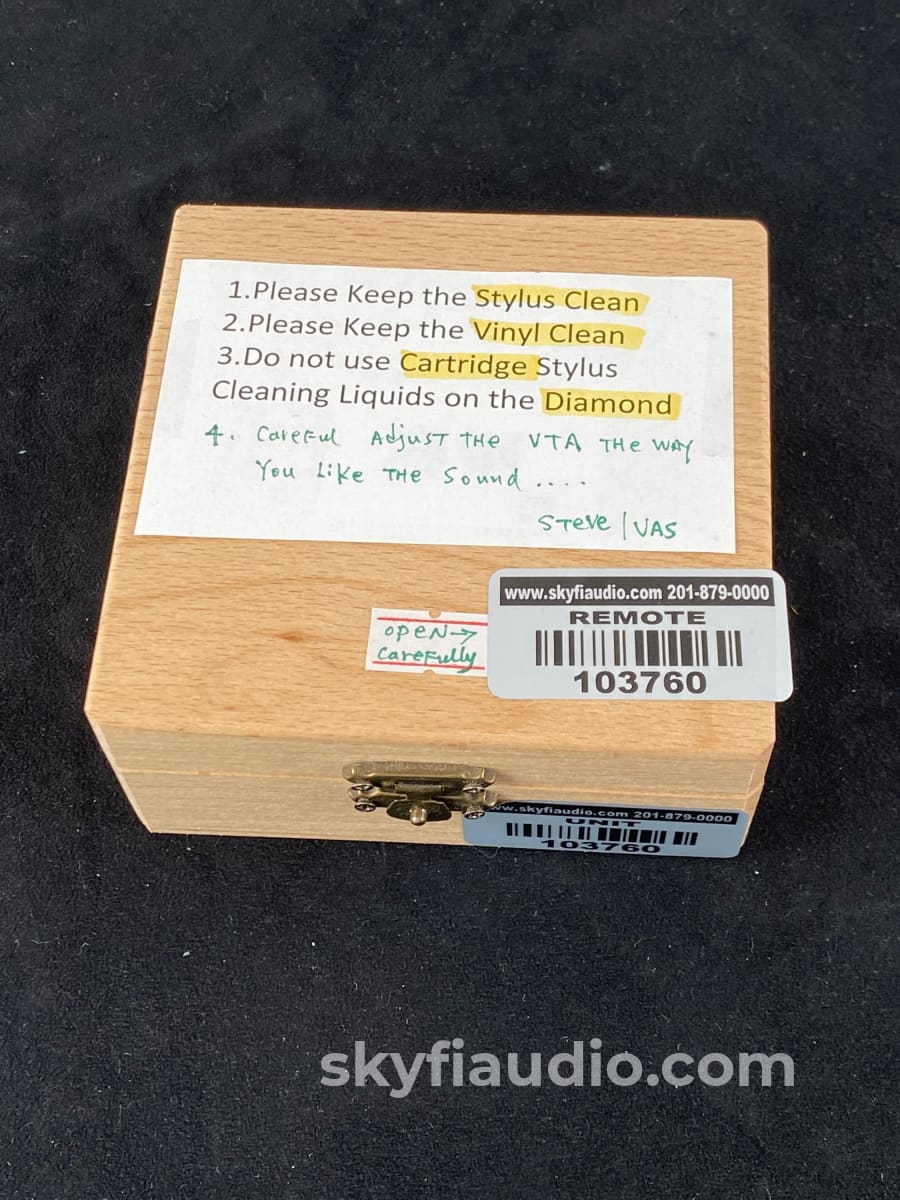 1.Please Keep the Stylus Clean
2.Please Keep the Vinyl Clean
3.Do not use Cartridge Stylus
Cleaning Liquids on the Diamond
4. Careful Adjust THE VTA THE WAY
You Like THE Sound ....
STeve | VAS
open→
carefully
www.skyfiaudio.com 201-879-0000
REMOTE
103760
www.skyfiaudio.com 201-879-0000
UNIT
103760
skyfiaudio.com